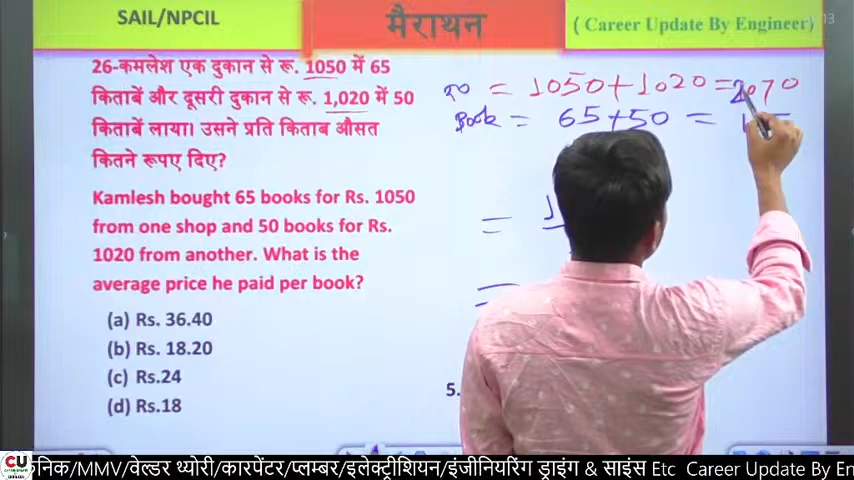 SAIL/NPCIL
मैराथन
( Career Update By Engineer)
13
26-कमलेश एक दुकान से रू. 1050 में 65
किताबें और दूसरी दुकान से रू. 1,020 में 50
किताबें लाया। उसने प्रति किताब औसत
कितने रूपए दिए?
Kamlesh bought 65 books for Rs. 1050
from one shop and 50 books for Rs.
1020 from another. What is the
average price he paid per book?
(a) Rs. 36.40
(b) Rs. 18.20
(c) Rs.24
(d) Rs.18
रु० = 1050+1020=2070
Book = 65+50 =
=
=
5.
CU
निक/MMV/वेल्डर थ्योरी/कारपेंटर/प्लम्बर/इलेक्ट्रीशियन/इंजीनियरिंग ड्राइंग & साइंस Etc Career Update By En